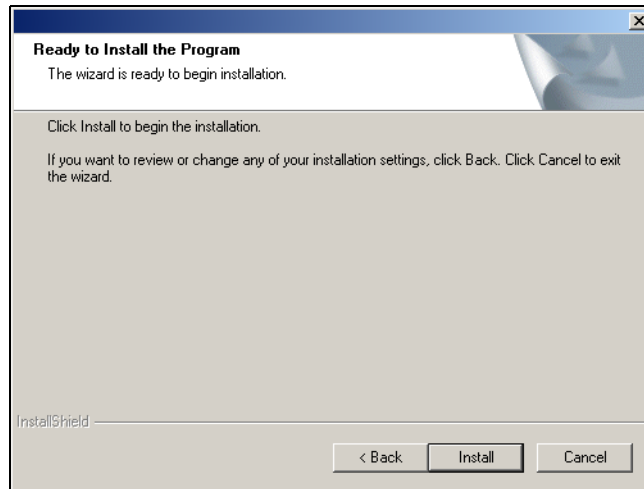 Ready to Install the Program
The wizard is ready to begin installation.
Click Install to begin the installation.
If you want to review or change any of your installation settings, click Back. Click Cancel to exit
the wizard.
InstallShield
< Back
Install
Cancel